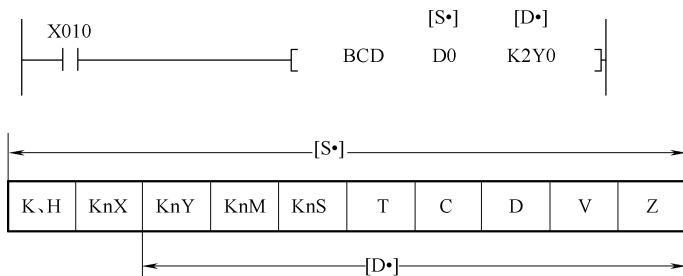 [S•] [D•]
X010
BCD D0 K2Y0
[S•]
K、H KnX KnY KnM KnS T C D V Z
[D•]